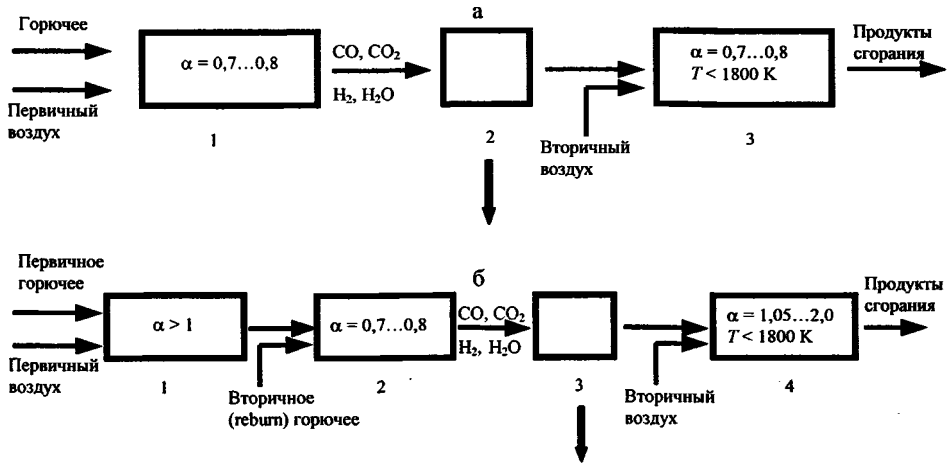 а
Горючее
Первичный
воздух
α = 0,7...0,8
1
CO, CO₂
H₂, H₂O
2
Вторичный
воздух
α = 0,7...0,8
T < 1800 K
3
Продукты
сгорания
б
Первичное
горючее
Первичный
воздух
α > 1
1
Вторичное
(reburn) горючее
α = 0,7...0,8
2
CO, CO₂
H₂, H₂O
3
Вторичный
воздух
α = 1,05...2,0
T < 1800 K
4
Продукты
сгорания